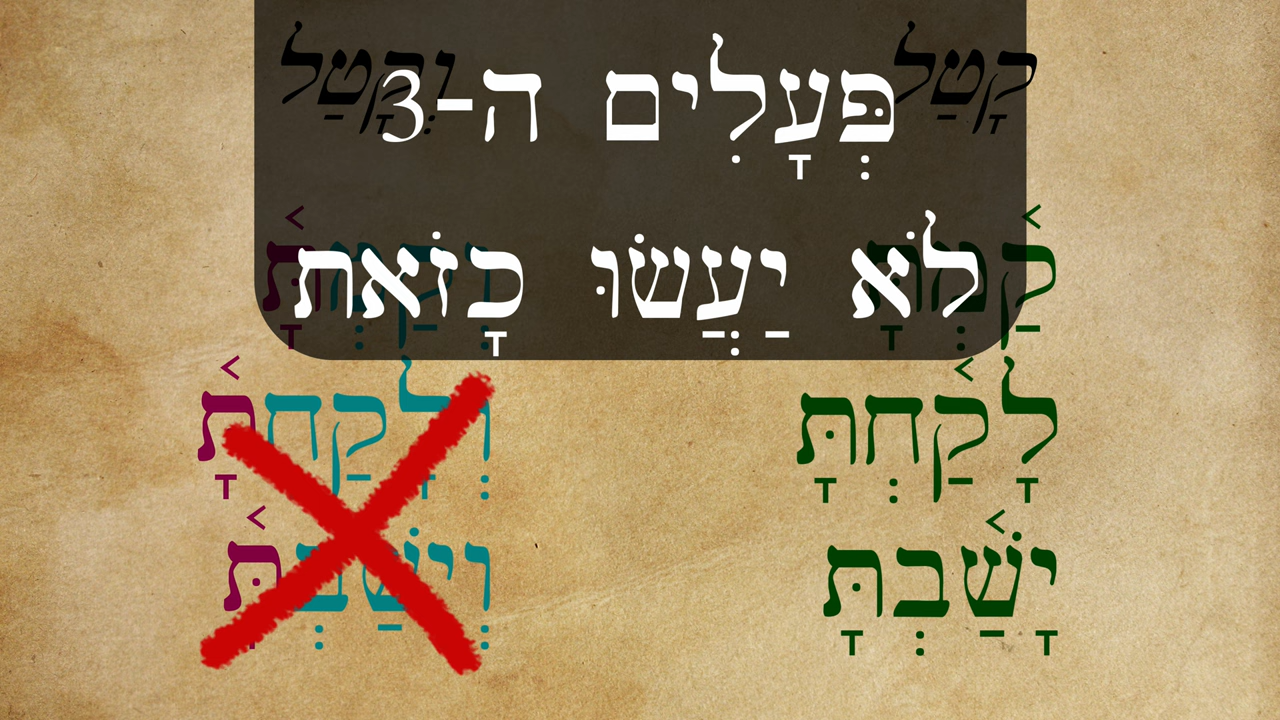 פְּעָלִים ה-3
לֹא יַעֲשׂוּ כָזֹאת
קָטַל וְקָטַל
קַ֫מְתָּ וְקַמְתָּ֫
לָקַ֫חְתָּ וְלָקַחְתָּ֫
יָשַׁ֫בְתָּ וְיָשַׁבְתָּ֫